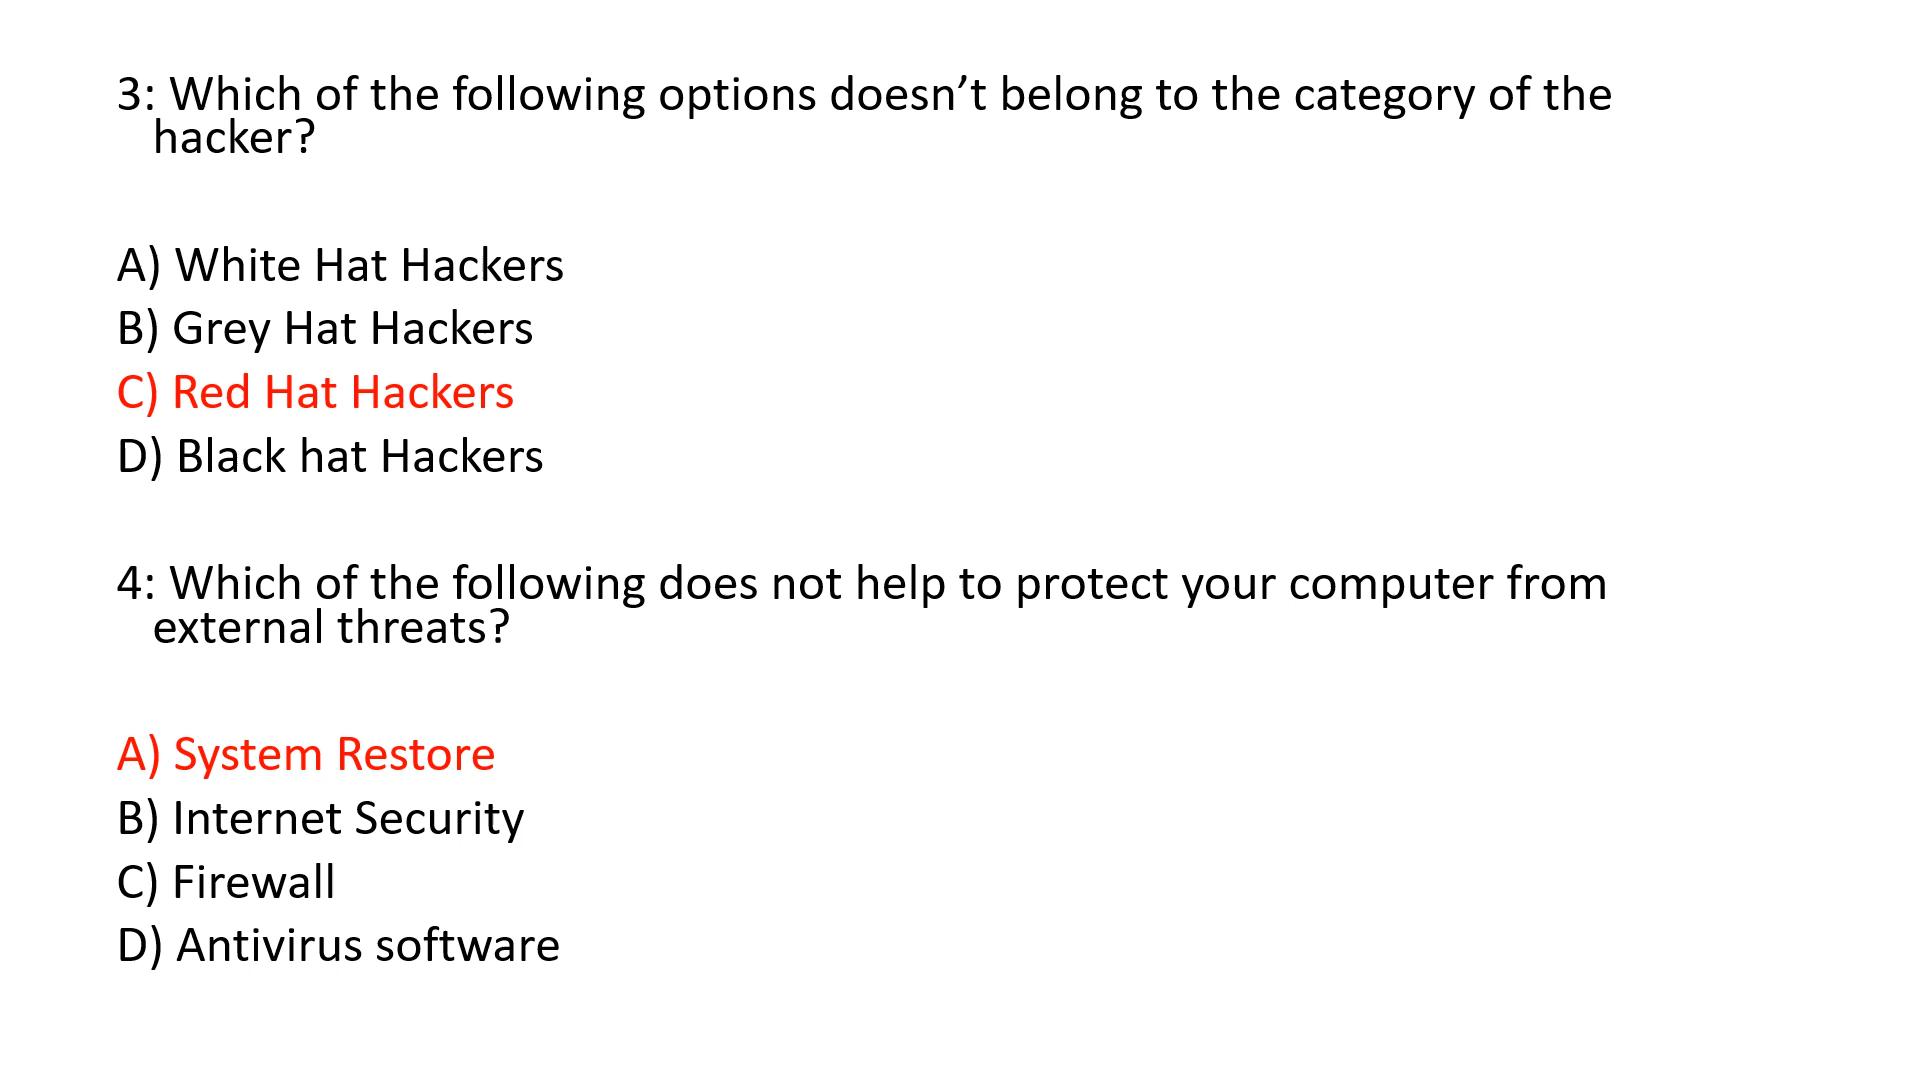 3: Which of the following options doesn’t belong to the category of the
hacker?
A) White Hat Hackers
B) Grey Hat Hackers
C) Red Hat Hackers
D) Black hat Hackers
4: Which of the following does not help to protect your computer from
external threats?
A) System Restore
B) Internet Security
C) Firewall
D) Antivirus software